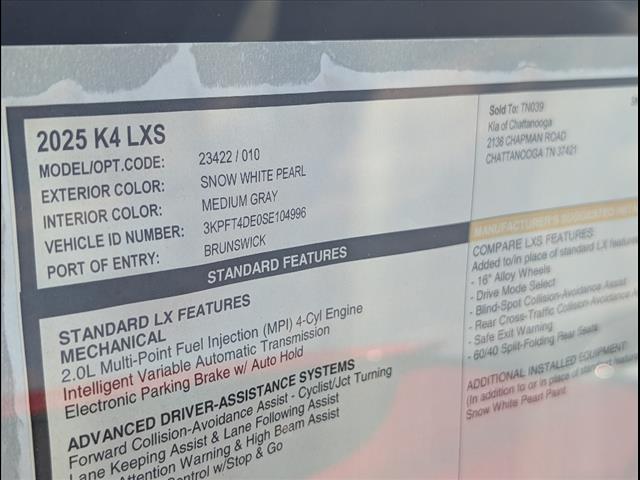 2025 K4 LXS
MODEL/OPT.CODE: 23422 / 010
EXTERIOR COLOR: SNOW WHITE PEARL
INTERIOR COLOR: MEDIUM GRAY
VEHICLE ID NUMBER: 3KPFT4DE0SE104996
PORT OF ENTRY: BRUNSWICK
Sold To: TN039
Kia of Chattanooga
2136 CHAPMAN ROAD
CHATTANOOGA TN 37421
STANDARD FEATURES
STANDARD LX FEATURES
MECHANICAL
2.0L Multi-Point Fuel Injection (MPI) 4-Cyl Engine
Intelligent Variable Automatic Transmission
Electronic Parking Brake w/ Auto Hold
ADVANCED DRIVER-ASSISTANCE SYSTEMS
Forward Collision-Avoidance Assist - Cyclist/Jct Turning
Lane Keeping Assist & Lane Following Assist
Attention Warning & High Beam Assist
Control w/Stop & Go
MANUFACTURER'S SUGGESTED
COMPARE LXS FEATURES:
Added to/in place of standard LX
- 16" Alloy Wheels
- Drive Mode Select
- Blind-Spot Collision-Avoidance Assist
- Rear Cross-Traffic Collision-Avoidance
- Safe Exit Warning
- 60/40 Split-Folding Rear Seats
ADDITIONAL INSTALLED EQUIPMENT:
(In addition to or in place of standard
Snow White Pearl Paint